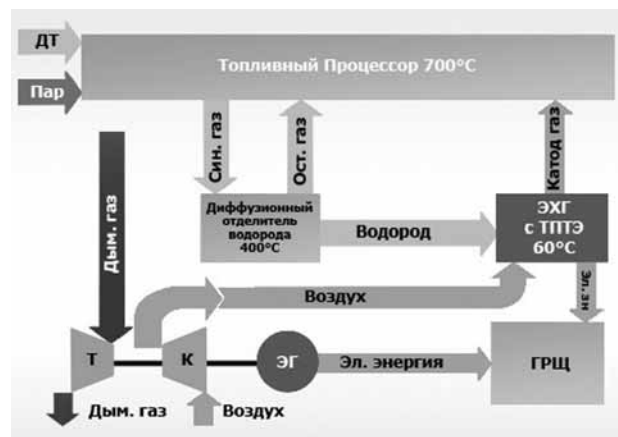 ДТ
Топливный Процессор 700°С
Пар
Син. газ
Ост. газ
Катод газ
Дым. газ
Диффузионный
отделитель
водорода
400°С
Водород
ЭХГ
с ТПТЭ
60°С
Воздух
Эл.эн
Т
К
ЭГ
Эл. энергия
ГРЩ
Дым. газ
Воздух